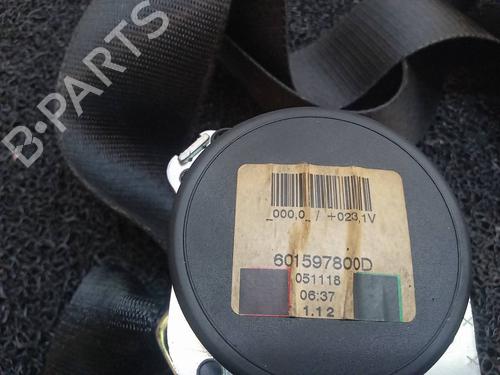 B-PARTS
_000,0_ / +023,1V
601597800D
051118
06:37
1.12